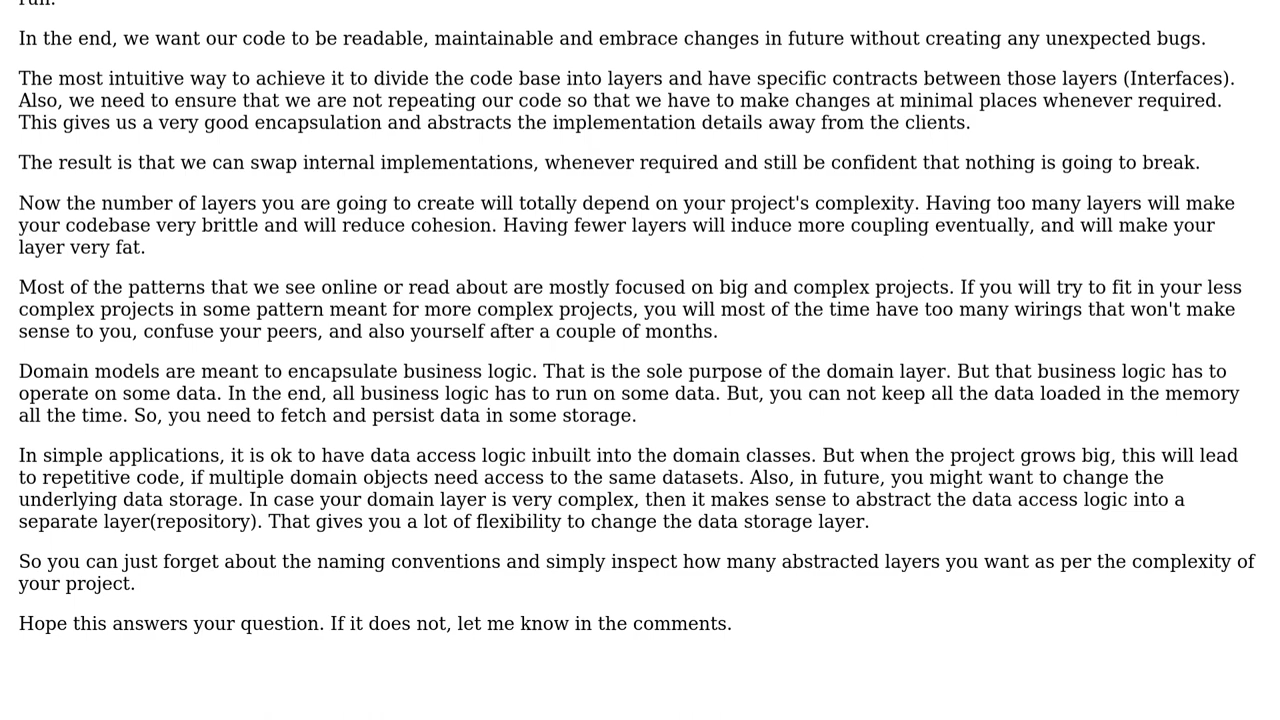 In the end, we want our code to be readable, maintainable and embrace changes in future without creating any unexpected bugs.
The most intuitive way to achieve it to divide the code base into layers and have specific contracts between those layers (Interfaces).
Also, we need to ensure that we are not repeating our code so that we have to make changes at minimal places whenever required.
This gives us a very good encapsulation and abstracts the implementation details away from the clients.
The result is that we can swap internal implementations, whenever required and still be confident that nothing is going to break.
Now the number of layers you are going to create will totally depend on your project's complexity. Having too many layers will make
your codebase very brittle and will reduce cohesion. Having fewer layers will induce more coupling eventually, and will make your
layer very fat.
Most of the patterns that we see online or read about are mostly focused on big and complex projects. If you will try to fit in your less
complex projects in some pattern meant for more complex projects, you will most of the time have too many wirings that won't make
sense to you, confuse your peers, and also yourself after a couple of months.
Domain models are meant to encapsulate business logic. That is the sole purpose of the domain layer. But that business logic has to
operate on some data. In the end, all business logic has to run on some data. But, you can not keep all the data loaded in the memory
all the time. So, you need to fetch and persist data in some storage.
In simple applications, it is ok to have data access logic inbuilt into the domain classes. But when the project grows big, this will lead
to repetitive code, if multiple domain objects need access to the same datasets. Also, in future, you might want to change the
underlying data storage. In case your domain layer is very complex, then it makes sense to abstract the data access logic into a
separate layer(repository). That gives you a lot of flexibility to change the data storage layer.
So you can just forget about the naming conventions and simply inspect how many abstracted layers you want as per the complexity of
your project.
Hope this answers your question. If it does not, let me know in the comments.